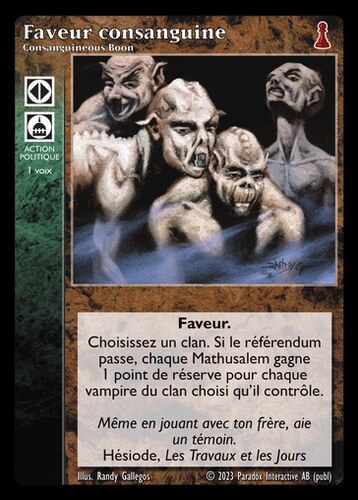 Faveur consanguine
Consanguineous Boon
ACTION
POLITIQUE
1 voix
Faveur.
Choisissez un clan. Si le référendum
passe, chaque Mathusalem gagne
1 point de réserve pour chaque
vampire du clan choisi qu'il contrôle.
Même en jouant avec ton frère, aie
un témoin.
Hésiode, Les Travaux et les Jours
Illus. Randy Gallegos © 2023 Paradox Interactive AB (publ)